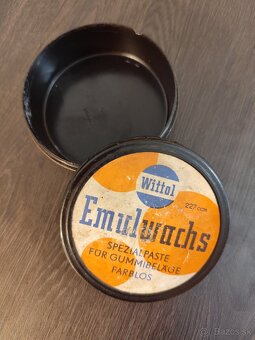 Wittol
227 ccm
Emulwachs
SPEZIALPASTE
FÜR GUMMIBELÄGE
FARBLOS
Bazos.sk